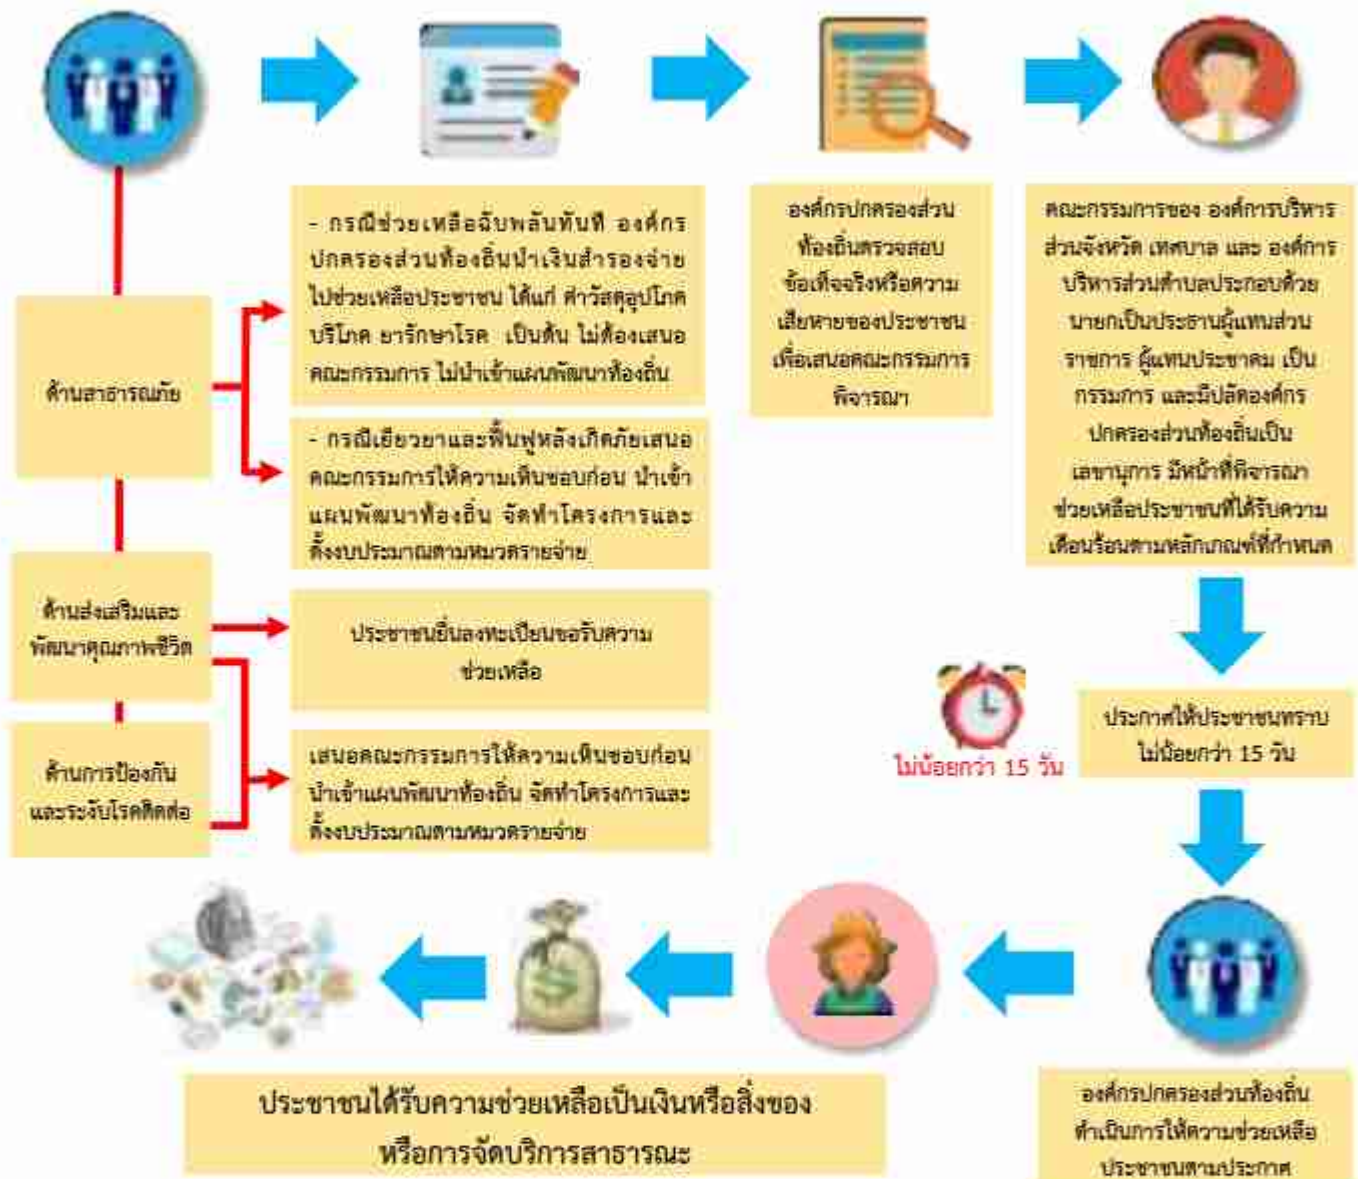 - กรณีช่วยเหลือฉับพลันทันที องค์กร
ปกครองส่วนท้องถิ่นนำเงินสำรองจ่าย
ไปช่วยเหลือประชาชน ได้แก่ ค่าวัสดุอุปโภค
บริโภค ยารักษาโรค เป็นต้น ไม่ต้องเสนอ
คณะกรรมการ ไม่นำเข้าแผนพัฒนาท้องถิ่น
องค์กรปกครองส่วน
ท้องถิ่นตรวจสอบ
ข้อเท็จจริงหรือความ
เสียหายของประชาชน
เพื่อเสนอคณะกรรมการ
พิจารณา
คณะกรรมการของ องค์การบริหาร
ส่วนจังหวัด เทศบาล และ องค์การ
บริหารส่วนตำบลประกอบด้วย
นายกเป็นประธานผู้แทนส่วน
ราชการ ผู้แทนประชาคม เป็น
กรรมการ และมีปลัดองค์กร
ปกครองส่วนท้องถิ่นเป็น
เลขานุการ มีหน้าที่พิจารณา
ช่วยเหลือประชาชนที่ได้รับความ
เดือนร้อนตามหลักเกณฑ์ที่กำหนด
ด้านสาธารณภัย
- กรณีเยียวยาและฟื้นฟูหลังเกิดภัยเสนอ
คณะกรรมการให้ความเห็นชอบก่อน นำเข้า
แผนพัฒนาท้องถิ่น จัดทำโครงการและ
ตั้งงบประมาณตามหมวดรายจ่าย
ด้านส่งเสริมและ
พัฒนาคุณภาพชีวิต
ประชาชนยื่นลงทะเบียนขอรับความ
ช่วยเหลือ
ด้านการป้องกัน
และระงับโรคติดต่อ
เสนอคณะกรรมการให้ความเห็นชอบก่อน
นำเข้าแผนพัฒนาท้องถิ่น จัดทำโครงการและ
ตั้งงบประมาณตามหมวดรายจ่าย
ไม่น้อยกว่า 15 วัน
ประกาศให้ประชาชนทราบ
ไม่น้อยกว่า 15 วัน
องค์กรปกครองส่วนท้องถิ่น
ดำเนินการให้ความช่วยเหลือ
ประชาชนตามประกาศ
ประชาชนได้รับความช่วยเหลือเป็นเงินหรือสิ่งของ
หรือการจัดบริการสาธารณะ